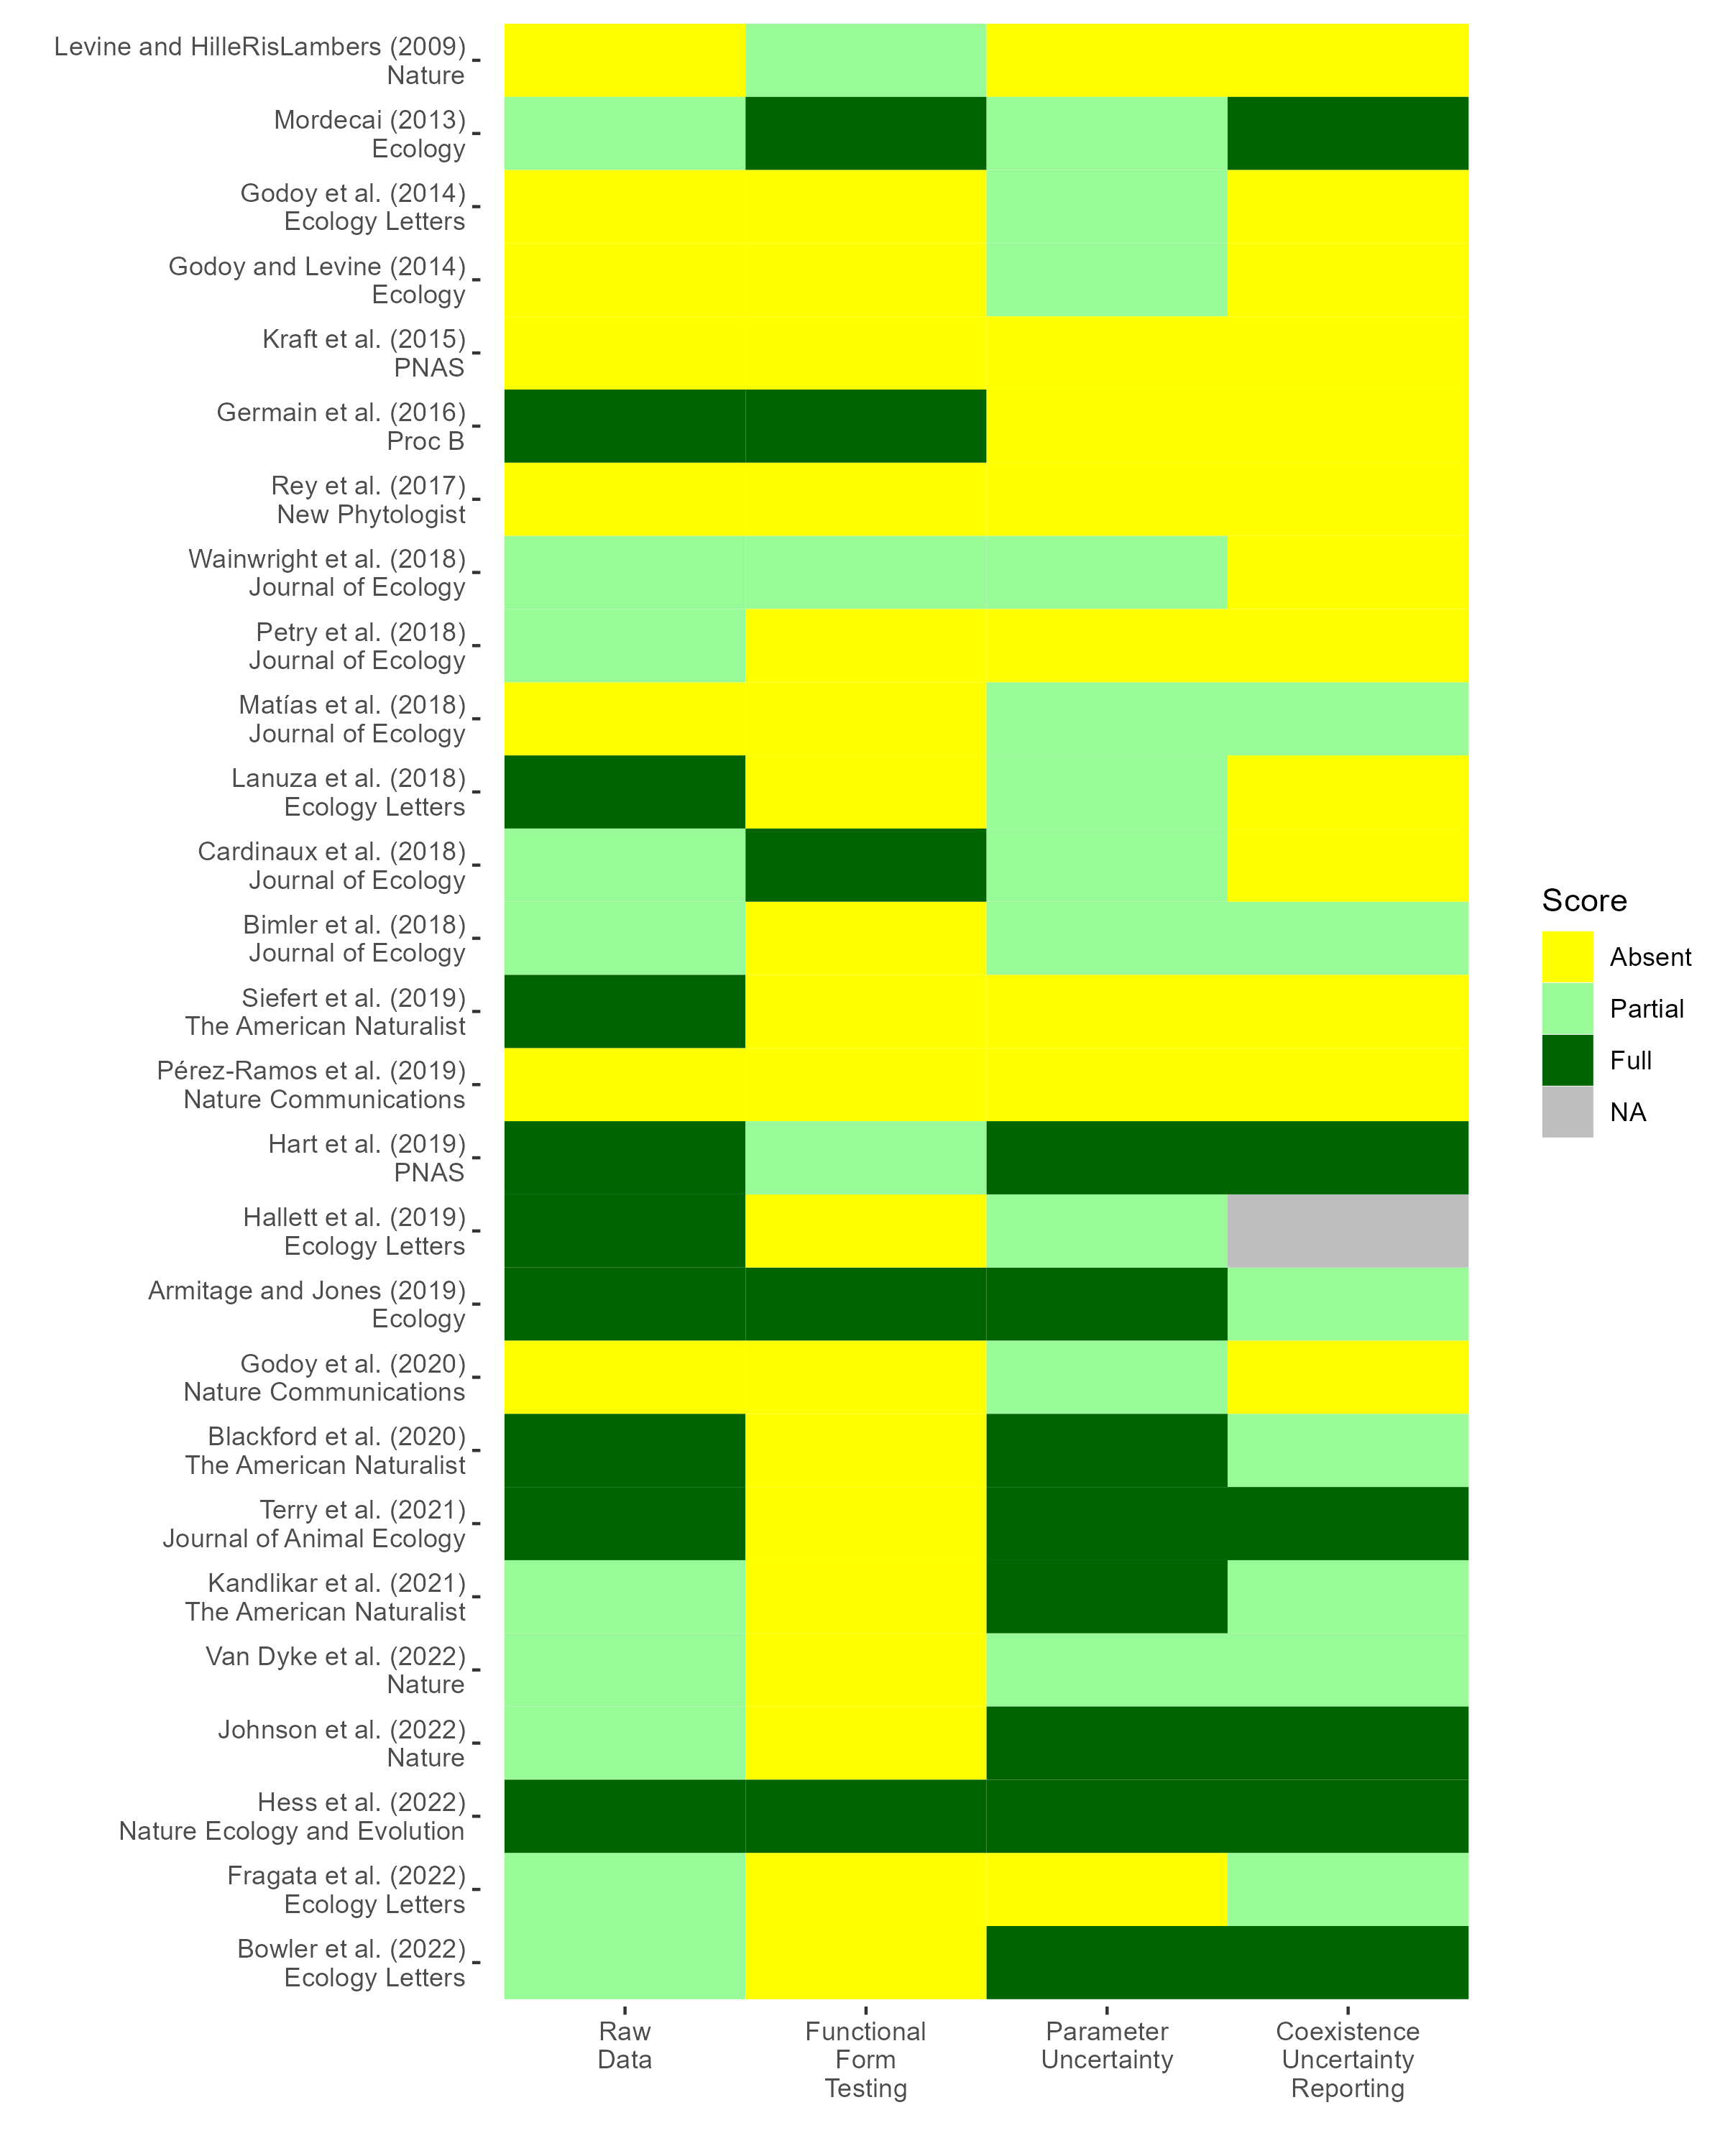 Levine and HilleRisLambers (2009)
Nature
Mordecai (2013)
Ecology
Godoy et al. (2014)
Ecology Letters
Godoy and Levine (2014)
Ecology
Kraft et al. (2015)
PNAS
Germain et al. (2016)
Proc B
Rey et al. (2017)
New Phytologist
Wainwright et al. (2018)
Journal of Ecology
Petry et al. (2018)
Journal of Ecology
Matías et al. (2018)
Journal of Ecology
Lanuza et al. (2018)
Ecology Letters
Cardinaux et al. (2018)
Journal of Ecology
Bimler et al. (2018)
Journal of Ecology
Siefert et al. (2019)
The American Naturalist
Pérez-Ramos et al. (2019)
Nature Communications
Hart et al. (2019)
PNAS
Hallett et al. (2019)
Ecology Letters
Armitage and Jones (2019)
Ecology
Godoy et al. (2020)
Nature Communications
Blackford et al. (2020)
The American Naturalist
Terry et al. (2021)
Journal of Animal Ecology
Kandlikar et al. (2021)
The American Naturalist
Van Dyke et al. (2022)
Nature
Johnson et al. (2022)
Nature
Hess et al. (2022)
Nature Ecology and Evolution
Fragata et al. (2022)
Ecology Letters
Bowler et al. (2022)
Ecology Letters
Raw
Data
Functional
Form
Testing
Parameter
Uncertainty
Coexistence
Uncertainty
Reporting
Score
Absent
Partial
Full
NA